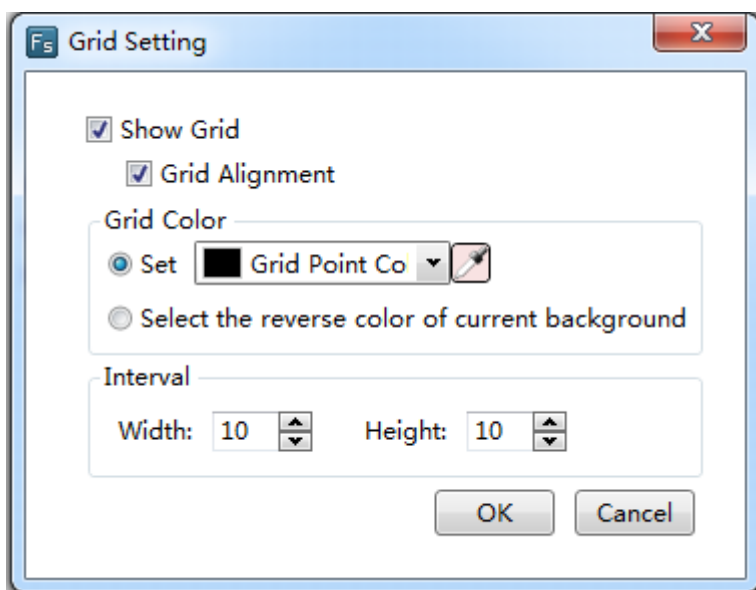 Fs Grid Setting
Show Grid
Grid Alignment
Grid Color
Set Grid Point Co
Select the reverse color of current background
Interval
Width: 10 Height: 10
OK Cancel